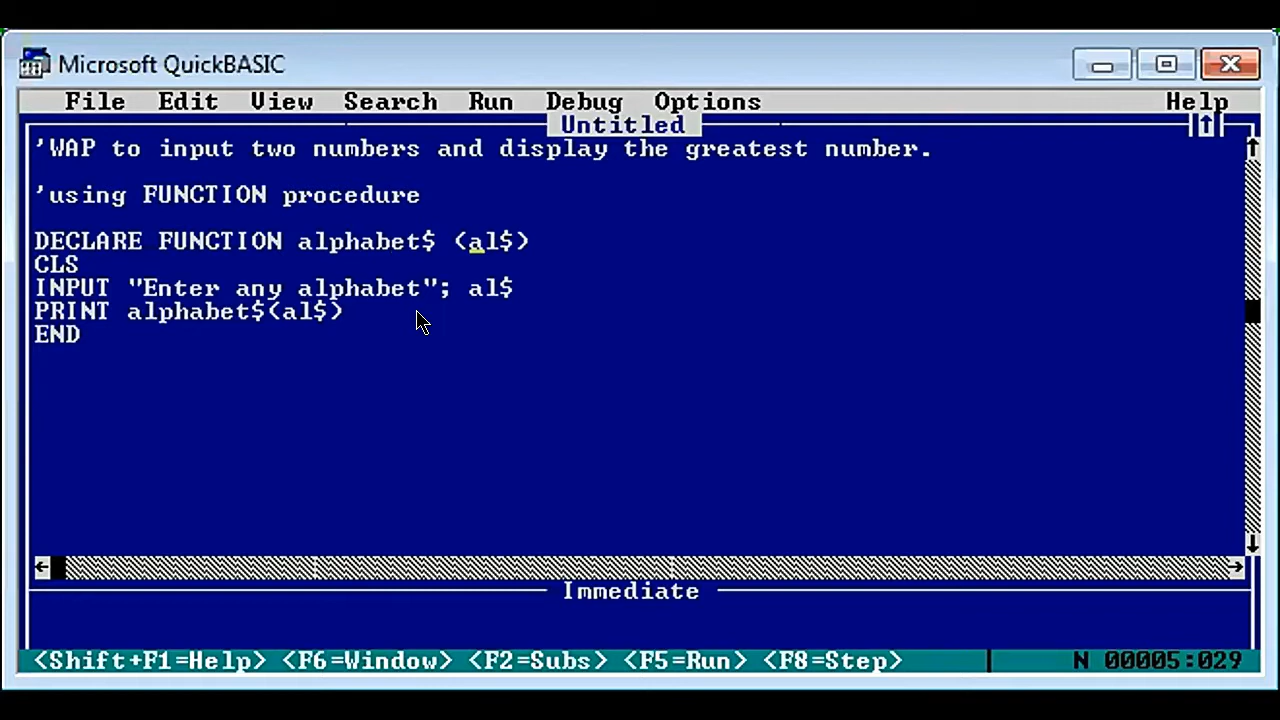 Microsoft QuickBASIC
File Edit View Search Run Debug Options Help
Untitled
'WAP to input two numbers and display the greatest number.
'using FUNCTION procedure
DECLARE FUNCTION alphabet$ (al$)
CLS
INPUT "Enter any alphabet"; al$
PRINT alphabet$(al$)
END
Immediate
<Shift+F1=Help> <F6=Window> <F2=Subs> <F5=Run> <F8=Step> N 00005:029